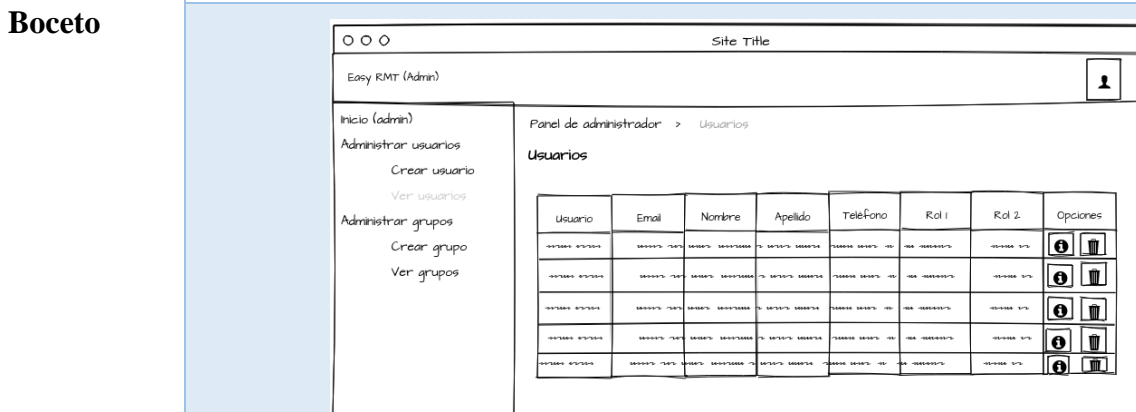 Boceto
Site Title
Easy RMT (Admin)
Inicio (admin)
Administrar usuarios
Crear usuario
Ver usuarios
Administrar grupos
Crear grupo
Ver grupos
Panel de administrador > Usuarios
Usuarios
Usuario Email Nombre Apellido Teléfono Rol 1 Rol 2 Opciones